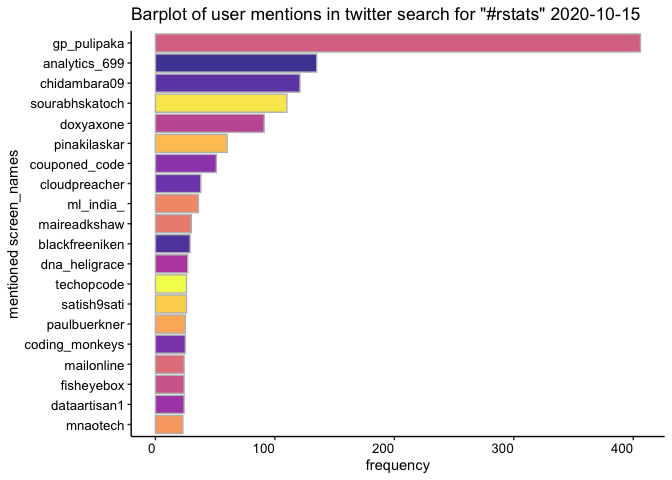 Barplot of user mentions in twitter search for "#rstats" 2020-10-15
mentioned screen_names
gp_pulipaka
analytics_699
chidambara09
sourabhskatoch
doxyaxone
pinakilaskar
couponed_code
cloudpreacher
ml_india_
maireadkshaw
blackfreeniken
dna_heligrace
techopcode
satish9sati
paulbuerkner
coding_monkeys
mailonline
fisheyebox
dataartisan1
mnaotech
0 100 200 300 400
frequency